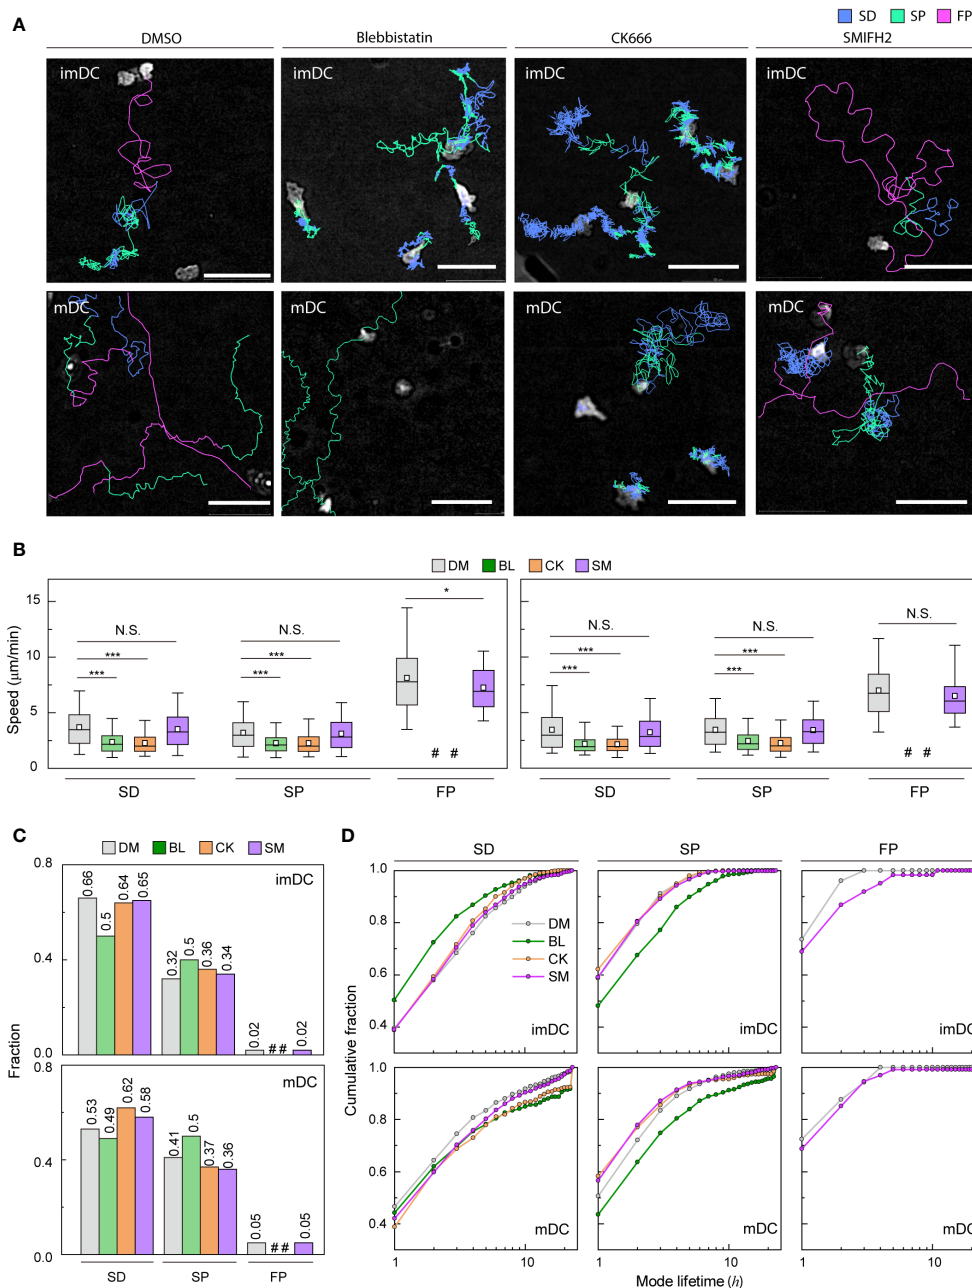 SD SP FP
A
DMSO Blebbistatin CK666 SMIFH2
imDC imDC imDC imDC
mDC mDC mDC mDC
B
DM BL CK SM
Speed (μm/min)
15
10
5
0
N.S. *** *** N.S. *** *** * # #
N.S. *** *** N.S. *** *** N.S. # #
SD SP FP SD SP FP
C
DM BL CK SM
Fraction
0.8
0.4
0.0
imDC
0.66 0.5 0.64 0.65 0.32 0.5 0.36 0.34 0.02 ## 0.02
0.8
0.4
0.0
mDC
0.53 0.49 0.62 0.58 0.41 0.5 0.37 0.36 0.05 ## 0.05
SD SP FP
D
SD SP FP
Cumulative fraction
1.0
0.8
0.6
0.4
DM
BL
CK
SM
imDC imDC imDC
1.0
0.8
0.6
0.4
mDC mDC mDC
1 10 1 10 1 10
Mode lifetime (h)